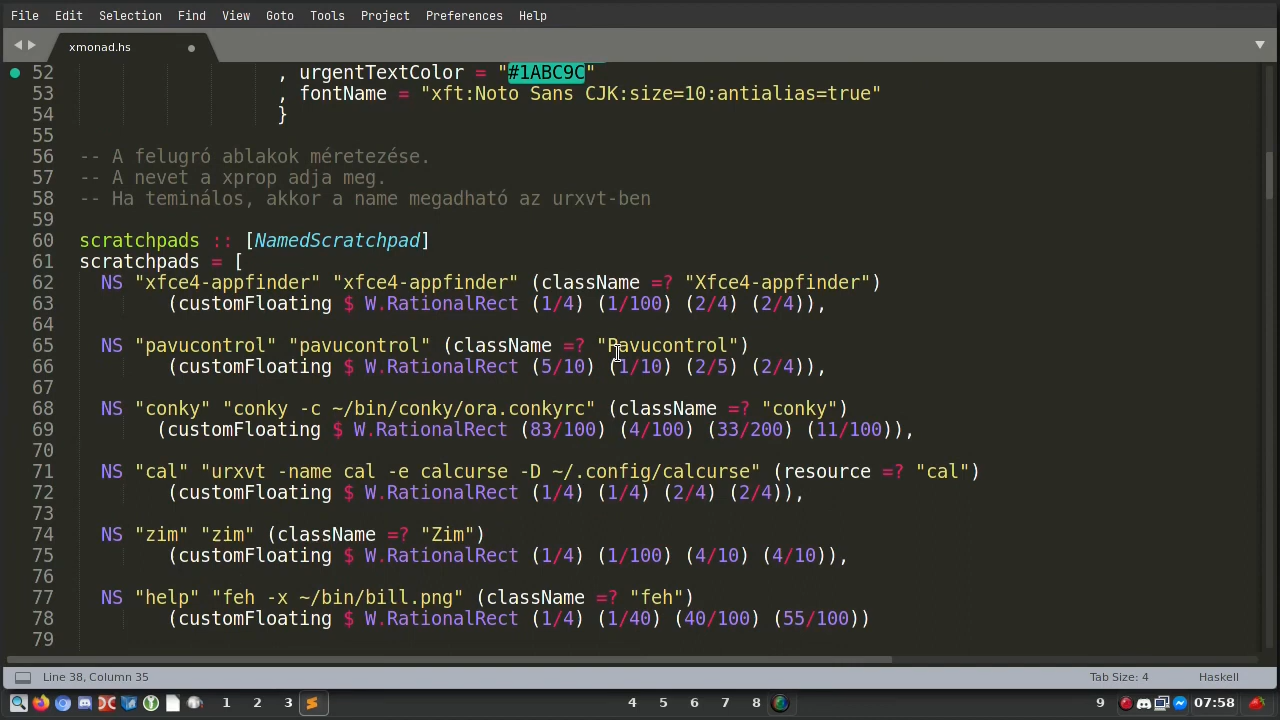 File Edit Selection Find View Goto Tools Project Preferences Help
xmonad.hs
52 , urgentTextColor = "#1ABC9C"
53 , fontName = "xft:Noto Sans CJK:size=10:antialias=true"
54 }
55
56 -- A felugró ablakok méretezése.
57 -- A nevet a xprop adja meg.
58 -- Ha teminálos, akkor a name megadható az urxvt-ben
59
60 scratchpads :: [NamedScratchpad]
61 scratchpads = [
62 NS "xfce4-appfinder" "xfce4-appfinder" (className =? "Xfce4-appfinder")
63 (customFloating $ W.RationalRect (1/4) (1/100) (2/4) (2/4)),
64
65 NS "pavucontrol" "pavucontrol" (className =? "Pavucontrol")
66 (customFloating $ W.RationalRect (5/10) (1/10) (2/5) (2/4)),
67
68 NS "conky" "conky -c ~/bin/conky/ora.conkyrc" (className =? "conky")
69 (customFloating $ W.RationalRect (83/100) (4/100) (33/200) (11/100)),
70
71 NS "cal" "urxvt -name cal -e calcurse -D ~/.config/calcurse" (resource =? "cal")
72 (customFloating $ W.RationalRect (1/4) (1/4) (2/4) (2/4)),
73
74 NS "zim" "zim" (className =? "Zim")
75 (customFloating $ W.RationalRect (1/4) (1/100) (4/10) (4/10)),
76
77 NS "help" "feh -x ~/bin/bill.png" (className =? "feh")
78 (customFloating $ W.RationalRect (1/4) (1/40) (40/100) (55/100))
79
Line 38, Column 35 Tab Size: 4 Haskell
1 2 3 4 5 6 7 8 9 07:58